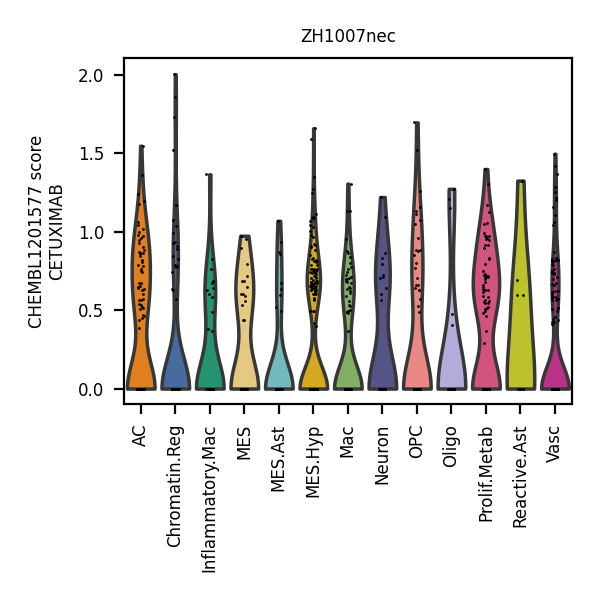 ZH1007nec
CHEMBL1201577 score
CETUXIMAB
2.0
1.5
1.0
0.5
0.0
AC
Chromatin.Reg
Inflammatory.Mac
MES
MES.Ast
MES.Hyp
Mac
Neuron
OPC
Oligo
Prolif.Metab
Reactive.Ast
Vasc